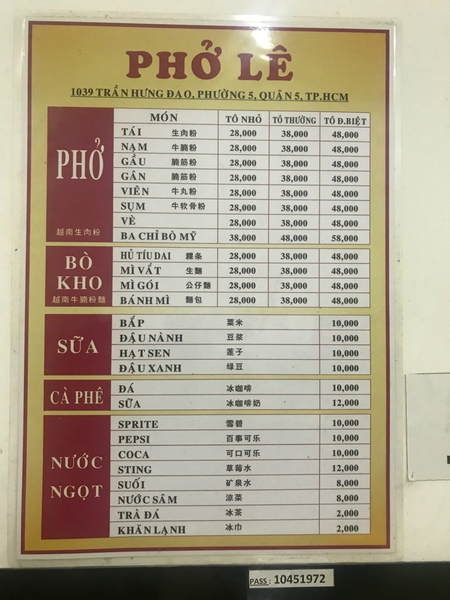 PHỞ LÊ
1039 TRẦN HƯNG ĐẠO, PHƯỜNG 5, QUẬN 5, TP.HCM
MÓN TÔ NHỎ TÔ THƯỜNG TÔ Đ.BIỆT
PHỞ
越南生肉粉
TÁI 生肉粉 28,000 38,000 48,000
NẠM 牛腩粉 28,000 38,000 48,000
GẦU 腩筋粉 28,000 38,000 48,000
GÂN 腩筋粉 28,000 38,000 48,000
VIÊN 牛丸粉 28,000 38,000 48,000
SỤM 牛软骨粉 28,000 38,000 48,000
VÈ 28,000 38,000 48,000
BA CHỈ BÒ MỸ 38,000 48,000 58,000
BÒ KHO
越南牛腩粉麵
HỦ TÍU DAI 粿条 28,000 38,000 48,000
MÌ VẮT 生麵 28,000 38,000 48,000
MÌ GÓI 公仔麵 28,000 38,000 48,000
BÁNH MÌ 麵包 28,000 38,000 48,000
SỮA
BẮP 粟米 10,000
ĐẬU NÀNH 豆浆 10,000
HẠT SEN 莲子 10,000
ĐẬU XANH 绿豆 10,000
CÀ PHÊ
ĐÁ 冰咖啡 10,000
SỮA 冰咖啡奶 12,000
NƯỚC NGỌT
SPRITE 雪碧 10,000
PEPSI 百事可乐 10,000
COCA 可口可乐 10,000
STING 草莓水 12,000
SUỐI 矿泉水 8,000
NƯỚC SÂM 凉菜 8,000
TRÀ ĐÁ 冰茶 2,000
KHĂN LẠNH 冰巾 2,000
PASS : 10451972